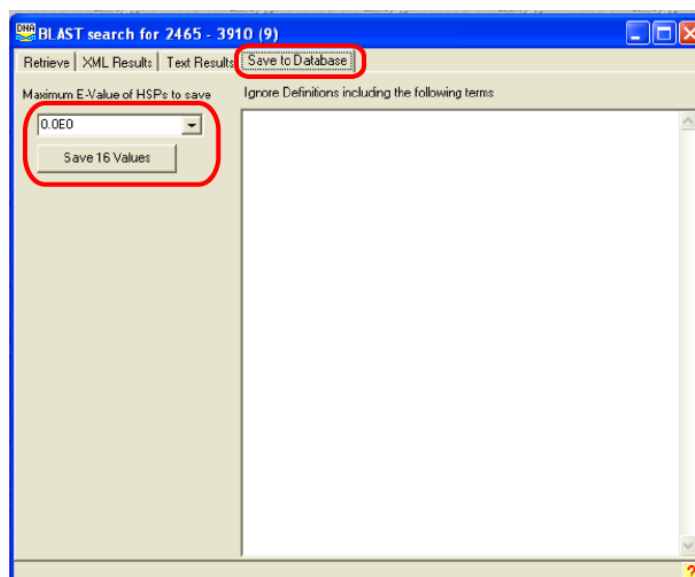 DNA BLAST search for 2465 - 3910 (9)
Retrieve XML Results Text Results Save to Database
Maximum E-Value of HSPs to save
Ignore Definitions including the following terms
0.0E0
Save 16 Values
?